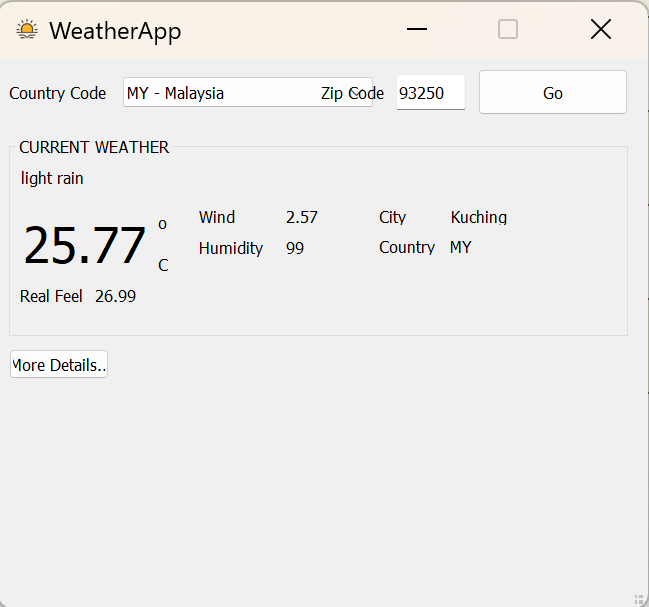 WeatherApp
Country Code MY - Malaysia Zip Code 93250 Go
CURRENT WEATHER
light rain
25.77 o C
Wind 2.57 City Kuching
Humidity 99 Country MY
Real Feel 26.99
More Details..